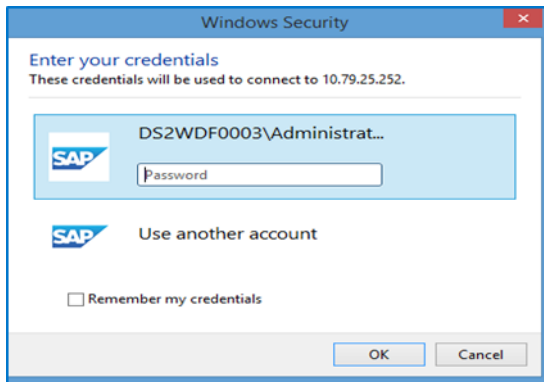 Windows Security
Enter your credentials
These credentials will be used to connect to 10.79.25.252.
SAP
DS2WDF0003\Administrat...
Password
SAP
Use another account
Remember my credentials
OK
Cancel